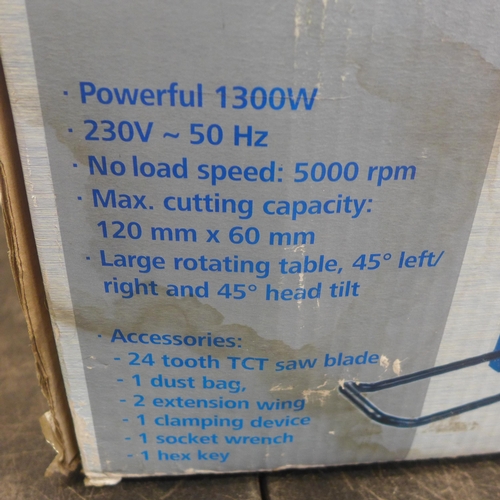 · Powerful 1300W
· 230V ~ 50 Hz
· No load speed: 5000 rpm
· Max. cutting capacity:
120 mm x 60 mm
· Large rotating table, 45° left/
right and 45° head tilt
· Accessories:
- 24 tooth TCT saw blade,
- 1 dust bag,
- 2 extension wing
- 1 clamping device
- 1 socket wrench
- 1 hex key